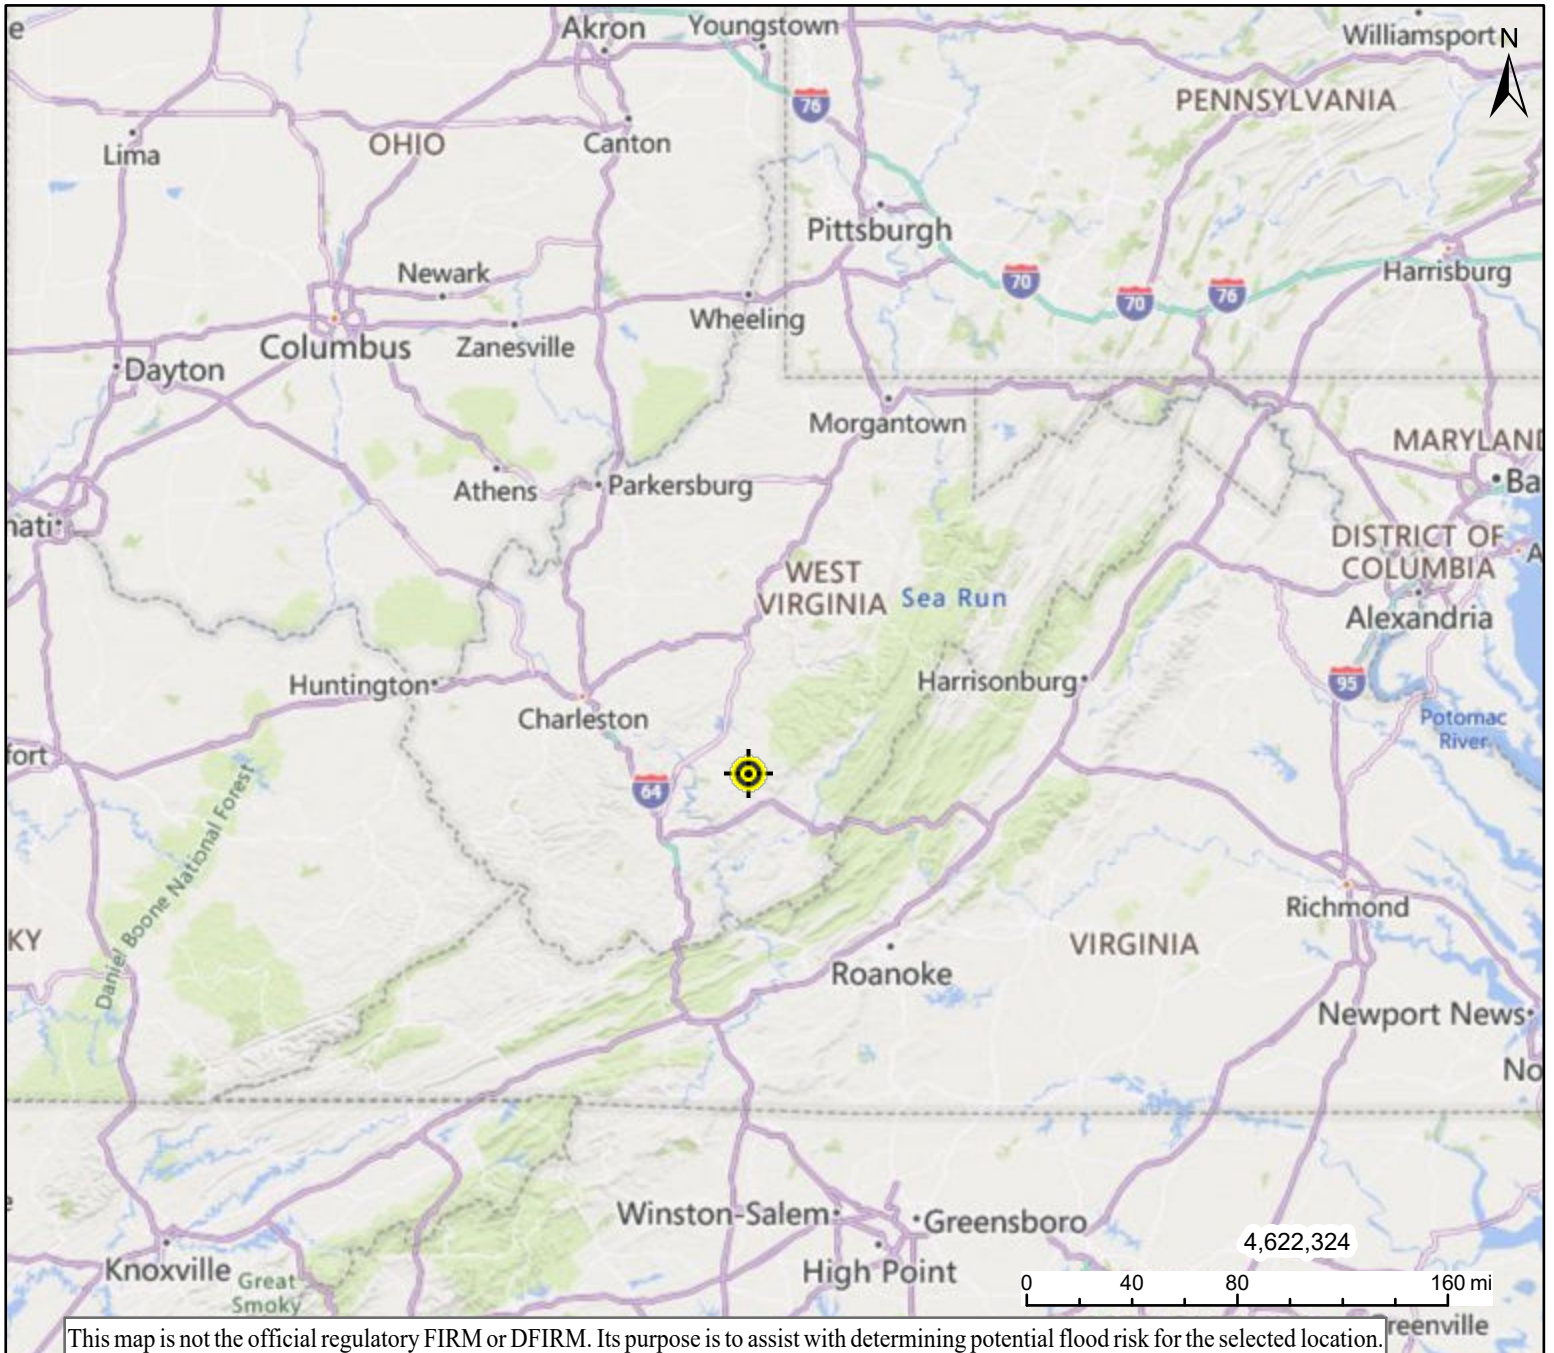 Akron
Youngstown
Williamsport
N
76
PENNSYLVANIA
Lima
OHIO
Canton
Pittsburgh
Newark
70
70
76
Harrisburg
Wheeling
Columbus
Zanesville
Dayton
Morgantown
MARYLAND
Athens
Parkersburg
Ba
nati
DISTRICT OF
COLUMBIA
A
WEST
VIRGINIA
Sea Run
Alexandria
Huntington
Harrisonburg
95
Charleston
Potomac
River
fort
64
Daniel Boone National Forest
Richmond
KY
VIRGINIA
Roanoke
Newport News
No
Winston-Salem
Greensboro
4,622,324
Knoxville
High Point
Great
Smoky
0 40 80 160 mi
reenville
This map is not the official regulatory FIRM or DFIRM. Its purpose is to assist with determining potential flood risk for the selected location.